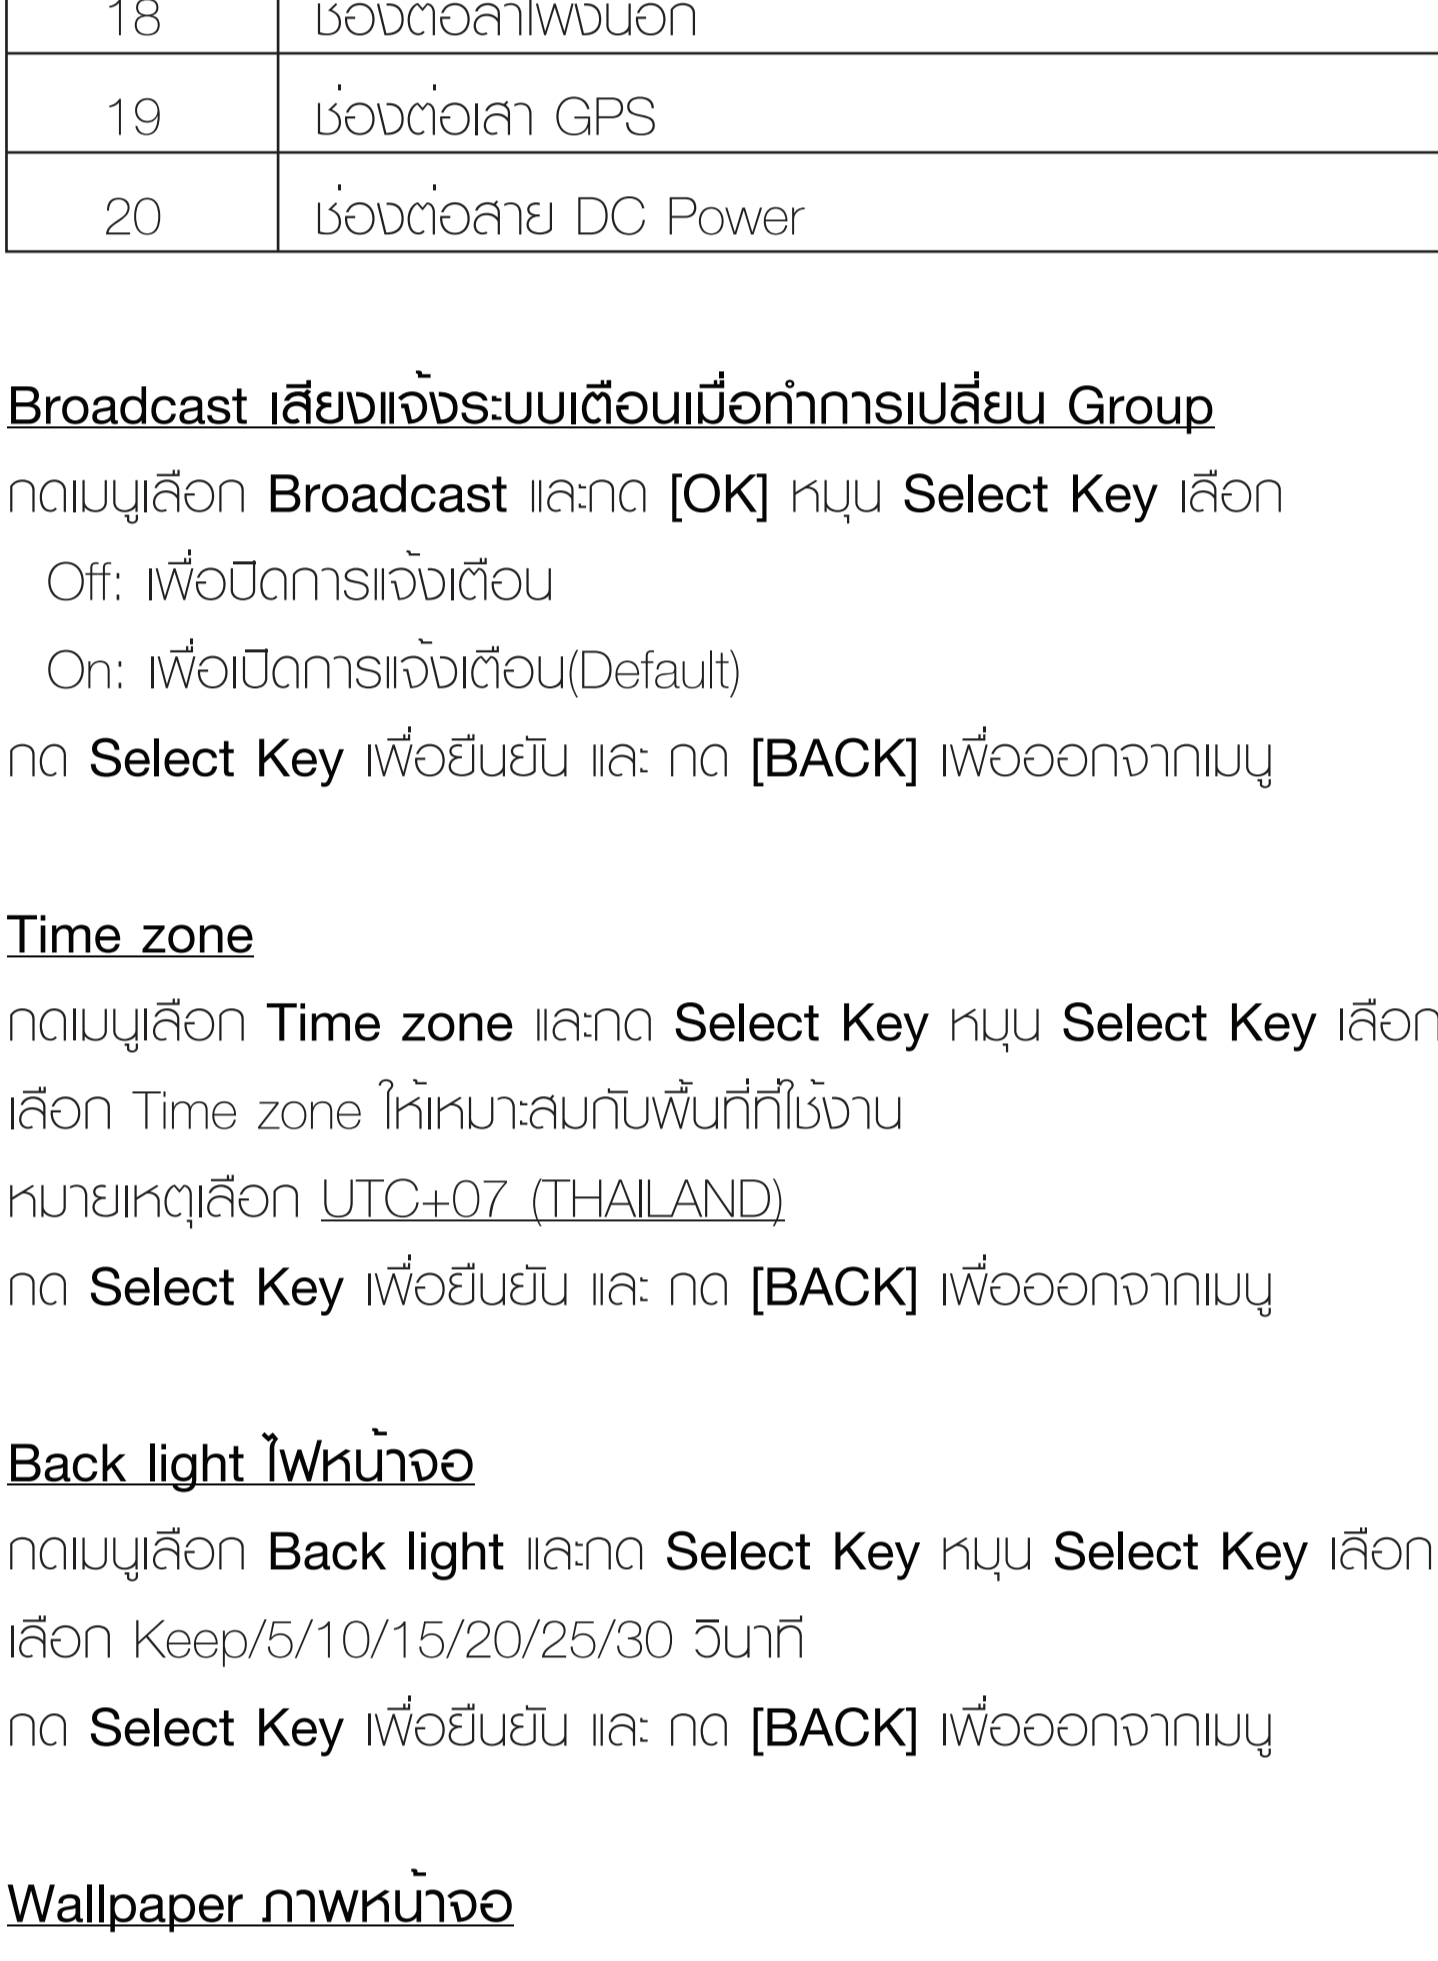 18 ช่องต่อลำโพงนอก
19 ช่องต่อเสา GPS
20 ช่องต่อสาย DC Power
Broadcast เสียงแจ้งระบบเตือนเมื่อทำการเปลี่ยน Group
กดเมนูเลือก Broadcast และกด [OK] หมุน Select Key เลือก
Off: เพื่อปิดการแจ้งเตือน
On: เพื่อเปิดการแจ้งเตือน(Default)
กด Select Key เพื่อยืนยัน และ กด [BACK] เพื่อออกจากเมนู
Time zone
กดเมนูเลือก Time zone และกด Select Key หมุน Select Key เลือก
เลือก Time zone ให้เหมาะสมกับพื้นที่ที่ใช้งาน
หมายเหตุเลือก UTC+07 (THAILAND)
กด Select Key เพื่อยืนยัน และ กด [BACK] เพื่อออกจากเมนู
Back light ไฟหน้าจอ
กดเมนูเลือก Back light และกด Select Key หมุน Select Key เลือก
เลือก Keep/5/10/15/20/25/30 วินาที
กด Select Key เพื่อยืนยัน และ กด [BACK] เพื่อออกจากเมนู
Wallpaper ภาพหน้าจอ